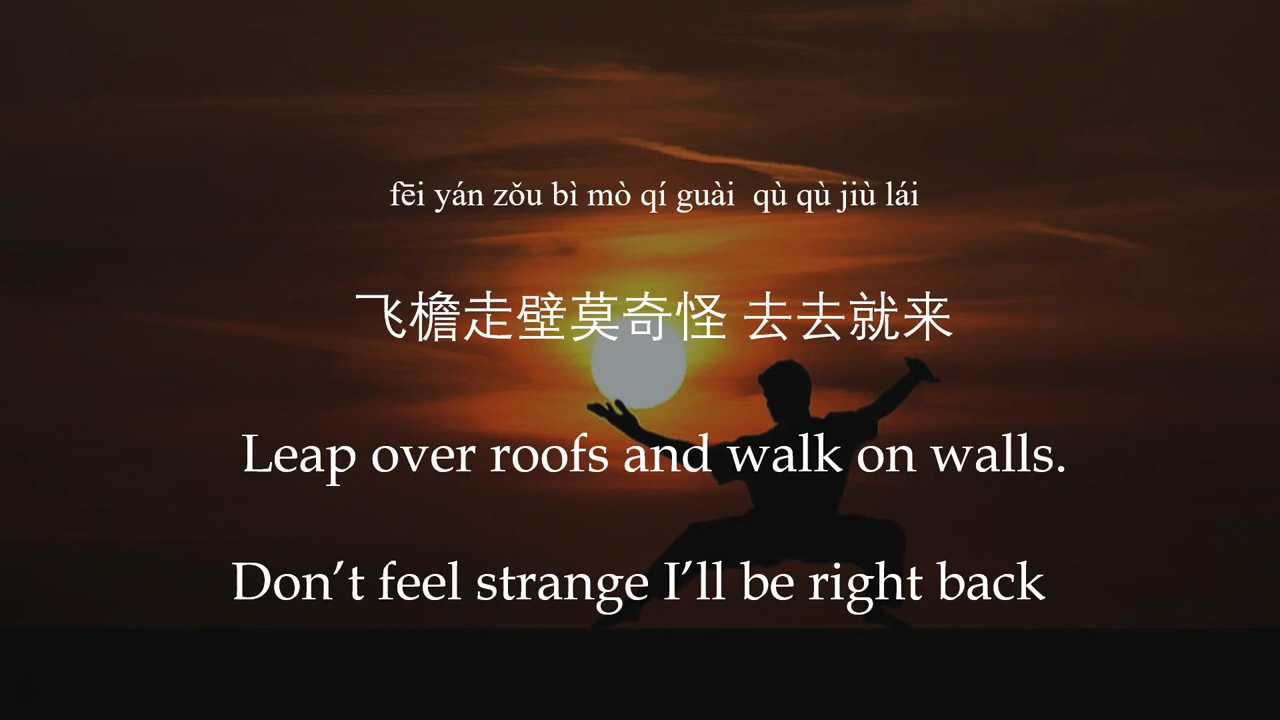 fēi yán zǒu bì mò qí guài  qù qù jiù lái
飞檐走壁莫奇怪 去去就来
Leap over roofs and walk on walls.
Don’t feel strange I’ll be right back